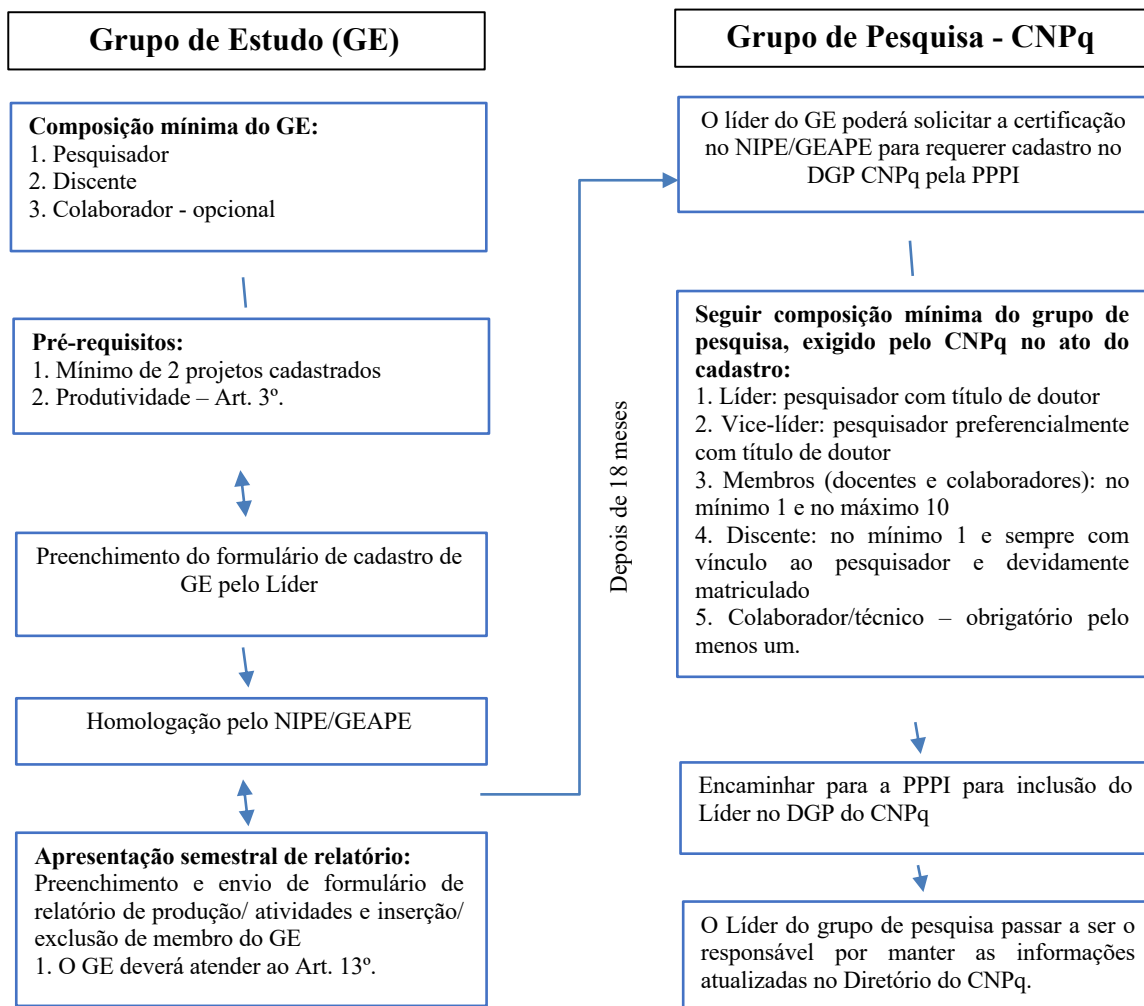 Grupo de Estudo (GE)
Composição mínima do GE:
1. Pesquisador
2. Discente
3. Colaborador - opcional
Pré-requisitos:
1. Mínimo de 2 projetos cadastrados
2. Produtividade – Art. 3º.
Preenchimento do formulário de cadastro de
GE pelo Líder
Homologação pelo NIPE/GEAPE
Apresentação semestral de relatório:
Preenchimento e envio de formulário de
relatório de produção/ atividades e inserção/
exclusão de membro do GE
1. O GE deverá atender ao Art. 13º.
Depois de 18 meses
Grupo de Pesquisa - CNPq
O líder do GE poderá solicitar a certificação
no NIPE/GEAPE para requerer cadastro no
DGP CNPq pela PPPI
Seguir composição mínima do grupo de
pesquisa, exigido pelo CNPq no ato do
cadastro:
1. Líder: pesquisador com título de doutor
2. Vice-líder: pesquisador preferencialmente
com título de doutor
3. Membros (docentes e colaboradores): no
mínimo 1 e no máximo 10
4. Discente: no mínimo 1 e sempre com
vínculo ao pesquisador e devidamente
matriculado
5. Colaborador/técnico – obrigatório pelo
menos um.
Encaminhar para a PPPI para inclusão do
Líder no DGP do CNPq
O Líder do grupo de pesquisa passar a ser o
responsável por manter as informações
atualizadas no Diretório do CNPq.